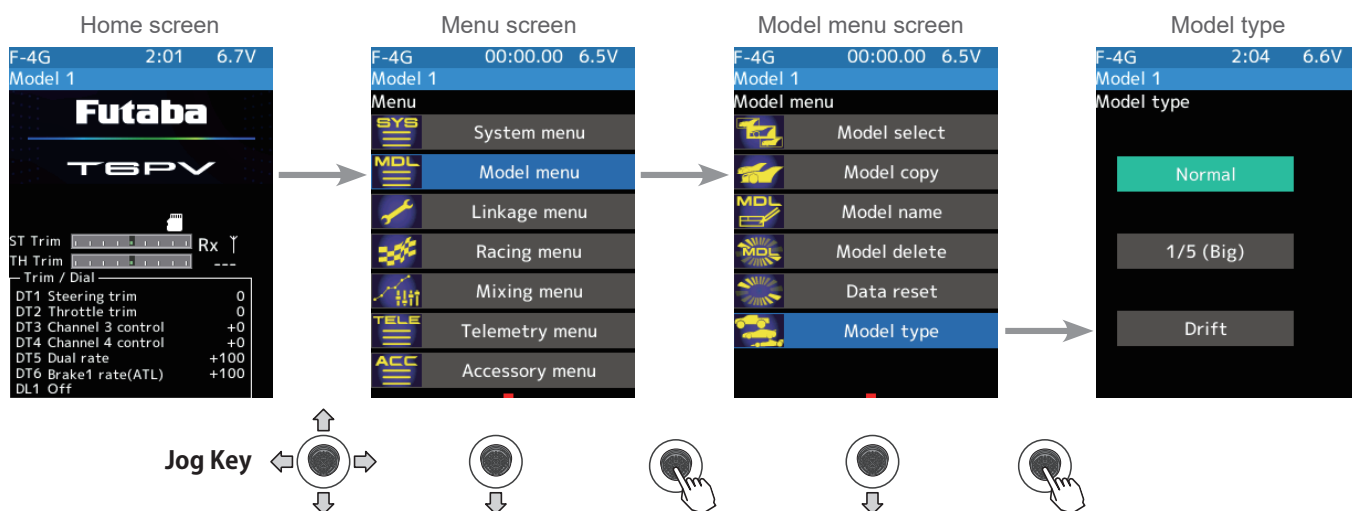 Home screen
Menu screen
Model menu screen
Model type
F-4G 2:01 6.7V
Model 1
Futaba
T6PV
ST Trim
Rx
TH Trim
---
Trim / Dial
DT1 Steering trim 0
DT2 Throttle trim 0
DT3 Channel 3 control +0
DT4 Channel 4 control +0
DT5 Dual rate +100
DT6 Brake1 rate(ATL) +100
DL1 Off
F-4G 00:00.00 6.5V
Model 1
Menu
SYS System menu
MDL Model menu
Linkage menu
Racing menu
Mixing menu
TELE Telemetry menu
ACC Accessory menu
F-4G 00:00.00 6.5V
Model 1
Model menu
Model select
Model copy
MDL Model name
MDL Model delete
Data reset
Model type
F-4G 2:04 6.6V
Model 1
Model type
Normal
1/5 (Big)
Drift
Jog Key